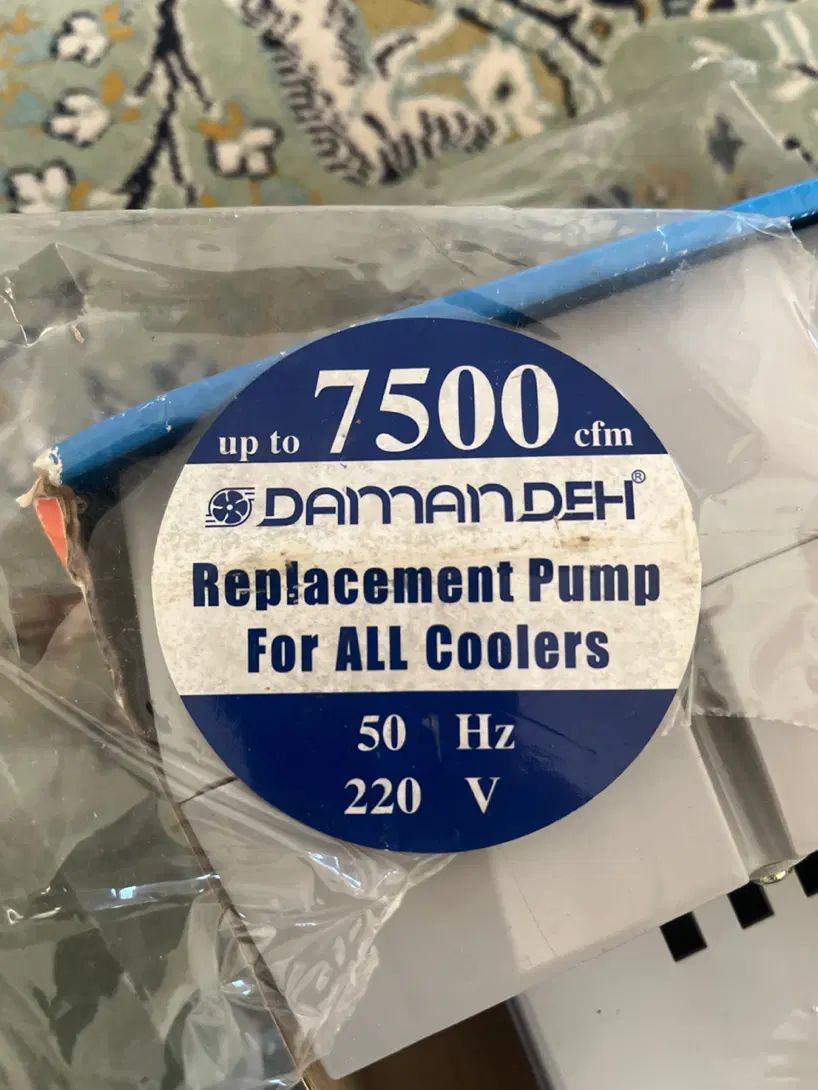 up to 7500 cfm
DAMANDEH®
Replacement Pump
For ALL Coolers
50 Hz
220 V